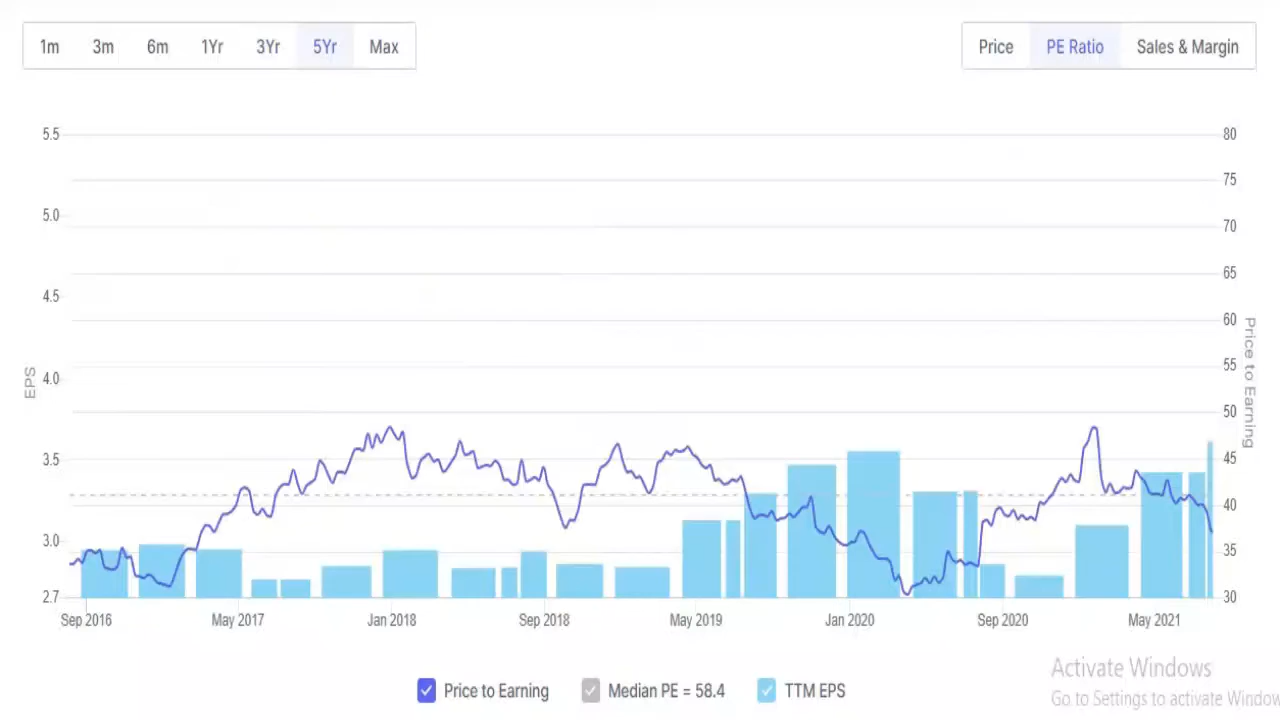 1m 3m 6m 1Yr 3Yr 5Yr Max
Price PE Ratio Sales & Margin
5.5
5.0
4.5
4.0
3.5
3.0
2.7
EPS
80
75
70
65
60
55
50
45
40
35
30
Price to Earning
Sep 2016 May 2017 Jan 2018 Sep 2018 May 2019 Jan 2020 Sep 2020 May 2021
Price to Earning Median PE = 58.4 TTM EPS
Activate Windows
Go to Settings to activate Window